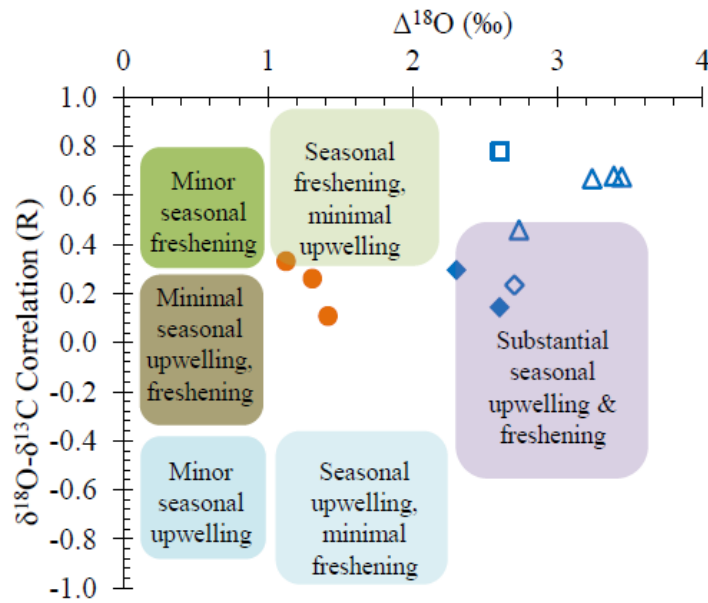 Δ¹⁸O (‰)
0 1 2 3 4
δ¹⁸O-δ¹³C Correlation (R)
1.0
0.8
0.6
0.4
0.2
0.0
-0.2
-0.4
-0.6
-0.8
-1.0
Minor
seasonal
freshening
Seasonal
freshening,
minimal
upwelling
Minimal
seasonal
upwelling,
freshening
Substantial
seasonal
upwelling &
freshening
Minor
seasonal
upwelling
Seasonal
upwelling,
minimal
freshening